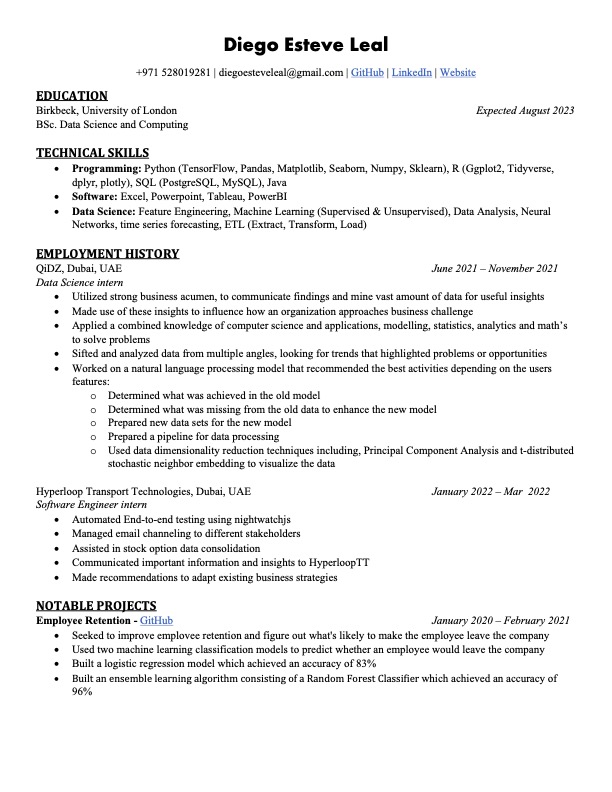 Diego Esteve Leal
+971 528019281 | diegoesteveleal@gmail.com | GitHub | LinkedIn | Website
EDUCATION
Birkbeck, University of London Expected August 2023
BSc. Data Science and Computing
TECHNICAL SKILLS
• Programming: Python (TensorFlow, Pandas, Matplotlib, Seaborn, Numpy, Sklearn), R (Ggplot2, Tidyverse,
dplyr, plotly), SQL (PostgreSQL, MySQL), Java
• Software: Excel, Powerpoint, Tableau, PowerBI
• Data Science: Feature Engineering, Machine Learning (Supervised & Unsupervised), Data Analysis, Neural
Networks, time series forecasting, ETL (Extract, Transform, Load)
EMPLOYMENT HISTORY
QiDZ, Dubai, UAE June 2021 – November 2021
Data Science intern
• Utilized strong business acumen, to communicate findings and mine vast amount of data for useful insights
• Made use of these insights to influence how an organization approaches business challenge
• Applied a combined knowledge of computer science and applications, modelling, statistics, analytics and math's
to solve problems
• Sifted and analyzed data from multiple angles, looking for trends that highlighted problems or opportunities
• Worked on a natural language processing model that recommended the best activities depending on the users
features:
o Determined what was achieved in the old model
o Determined what was missing from the old data to enhance the new model
o Prepared new data sets for the new model
o Prepared a pipeline for data processing
o Used data dimensionality reduction techniques including, Principal Component Analysis and t-distributed
stochastic neighbor embedding to visualize the data
Hyperloop Transport Technologies, Dubai, UAE January 2022 – Mar 2022
Software Engineer intern
• Automated End-to-end testing using nightwatchjs
• Managed email channeling to different stakeholders
• Assisted in stock option data consolidation
• Communicated important information and insights to HyperloopTT
• Made recommendations to adapt existing business strategies
NOTABLE PROJECTS
Employee Retention - GitHub January 2020 – February 2021
• Seeked to improve employee retention and figure out what's likely to make the employee leave the company
• Used two machine learning classification models to predict whether an employee would leave the company
• Built a logistic regression model which achieved an accuracy of 83%
• Built an ensemble learning algorithm consisting of a Random Forest Classifier which achieved an accuracy of
96%